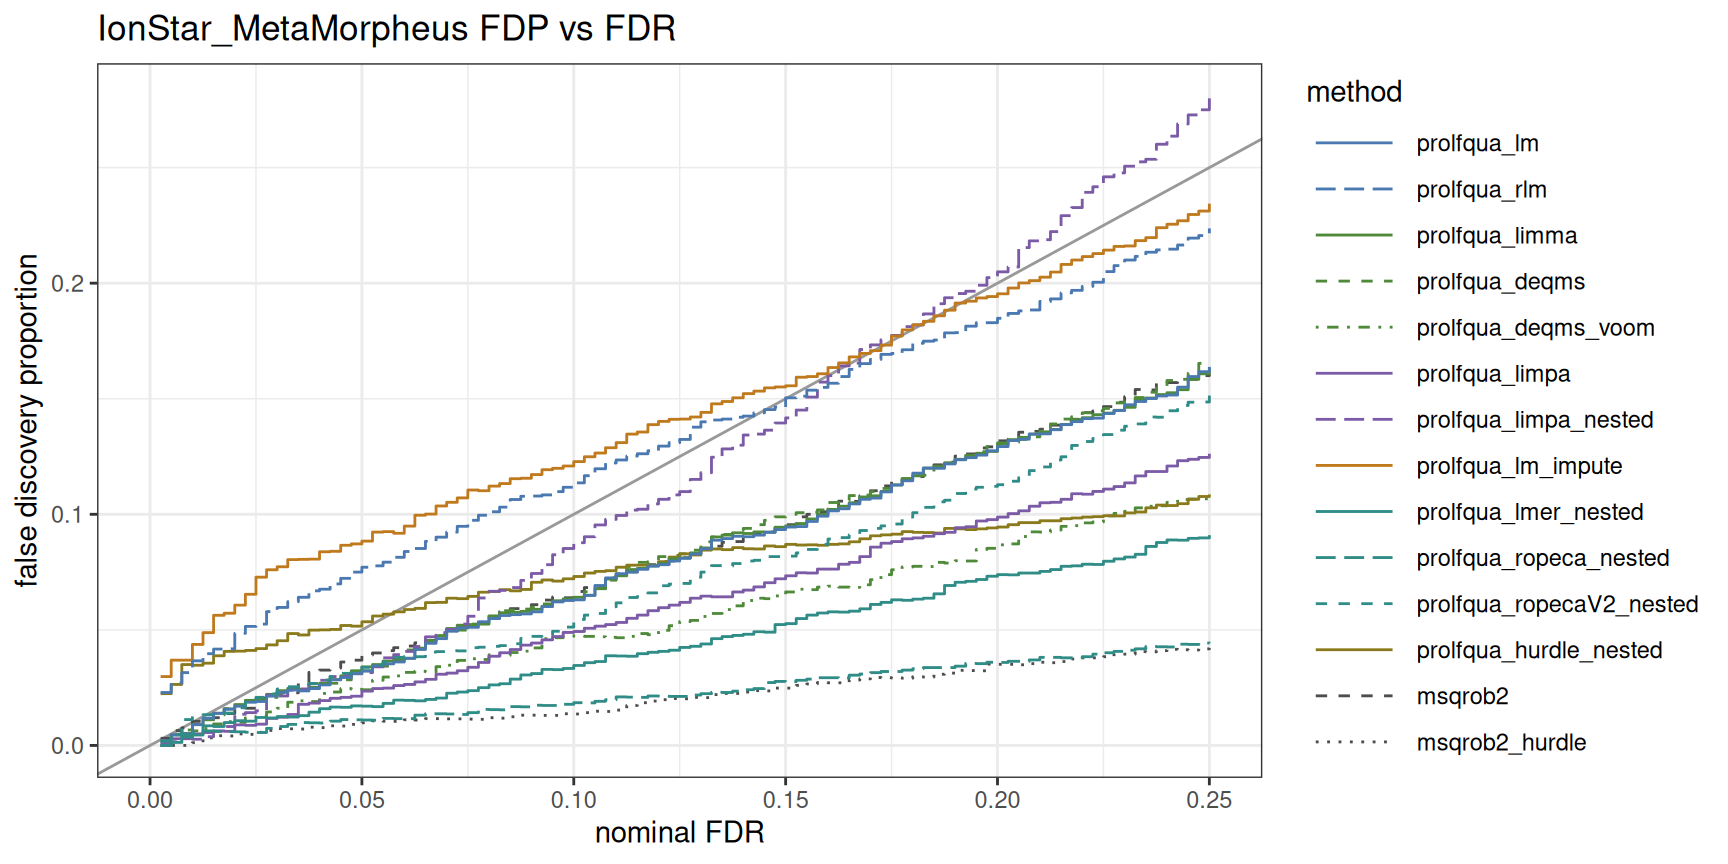 IonStar_MetaMorpheus FDP vs FDR
false discovery proportion
0.2
0.1
0.0
0.00 0.05 0.10 0.15 0.20 0.25
nominal FDR
method
prolfqua_lm
prolfqua_rlm
prolfqua_limma
prolfqua_deqms
prolfqua_deqms_voom
prolfqua_limpa
prolfqua_limpa_nested
prolfqua_lm_impute
prolfqua_lmer_nested
prolfqua_ropeca_nested
prolfqua_ropecaV2_nested
prolfqua_hurdle_nested
msqrob2
msqrob2_hurdle